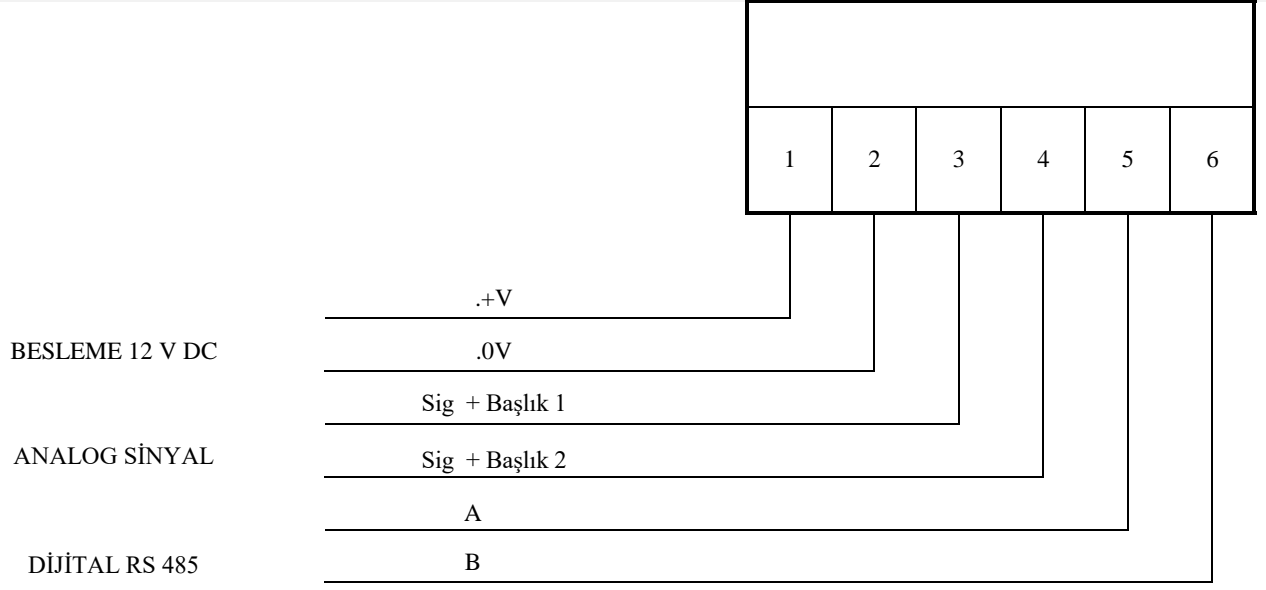 1 2 3 4 5 6
.+V
BESLEME 12 V DC .0V
Sig + Başlık 1
ANALOG SİNYAL Sig + Başlık 2
A
DİJİTAL RS 485 B